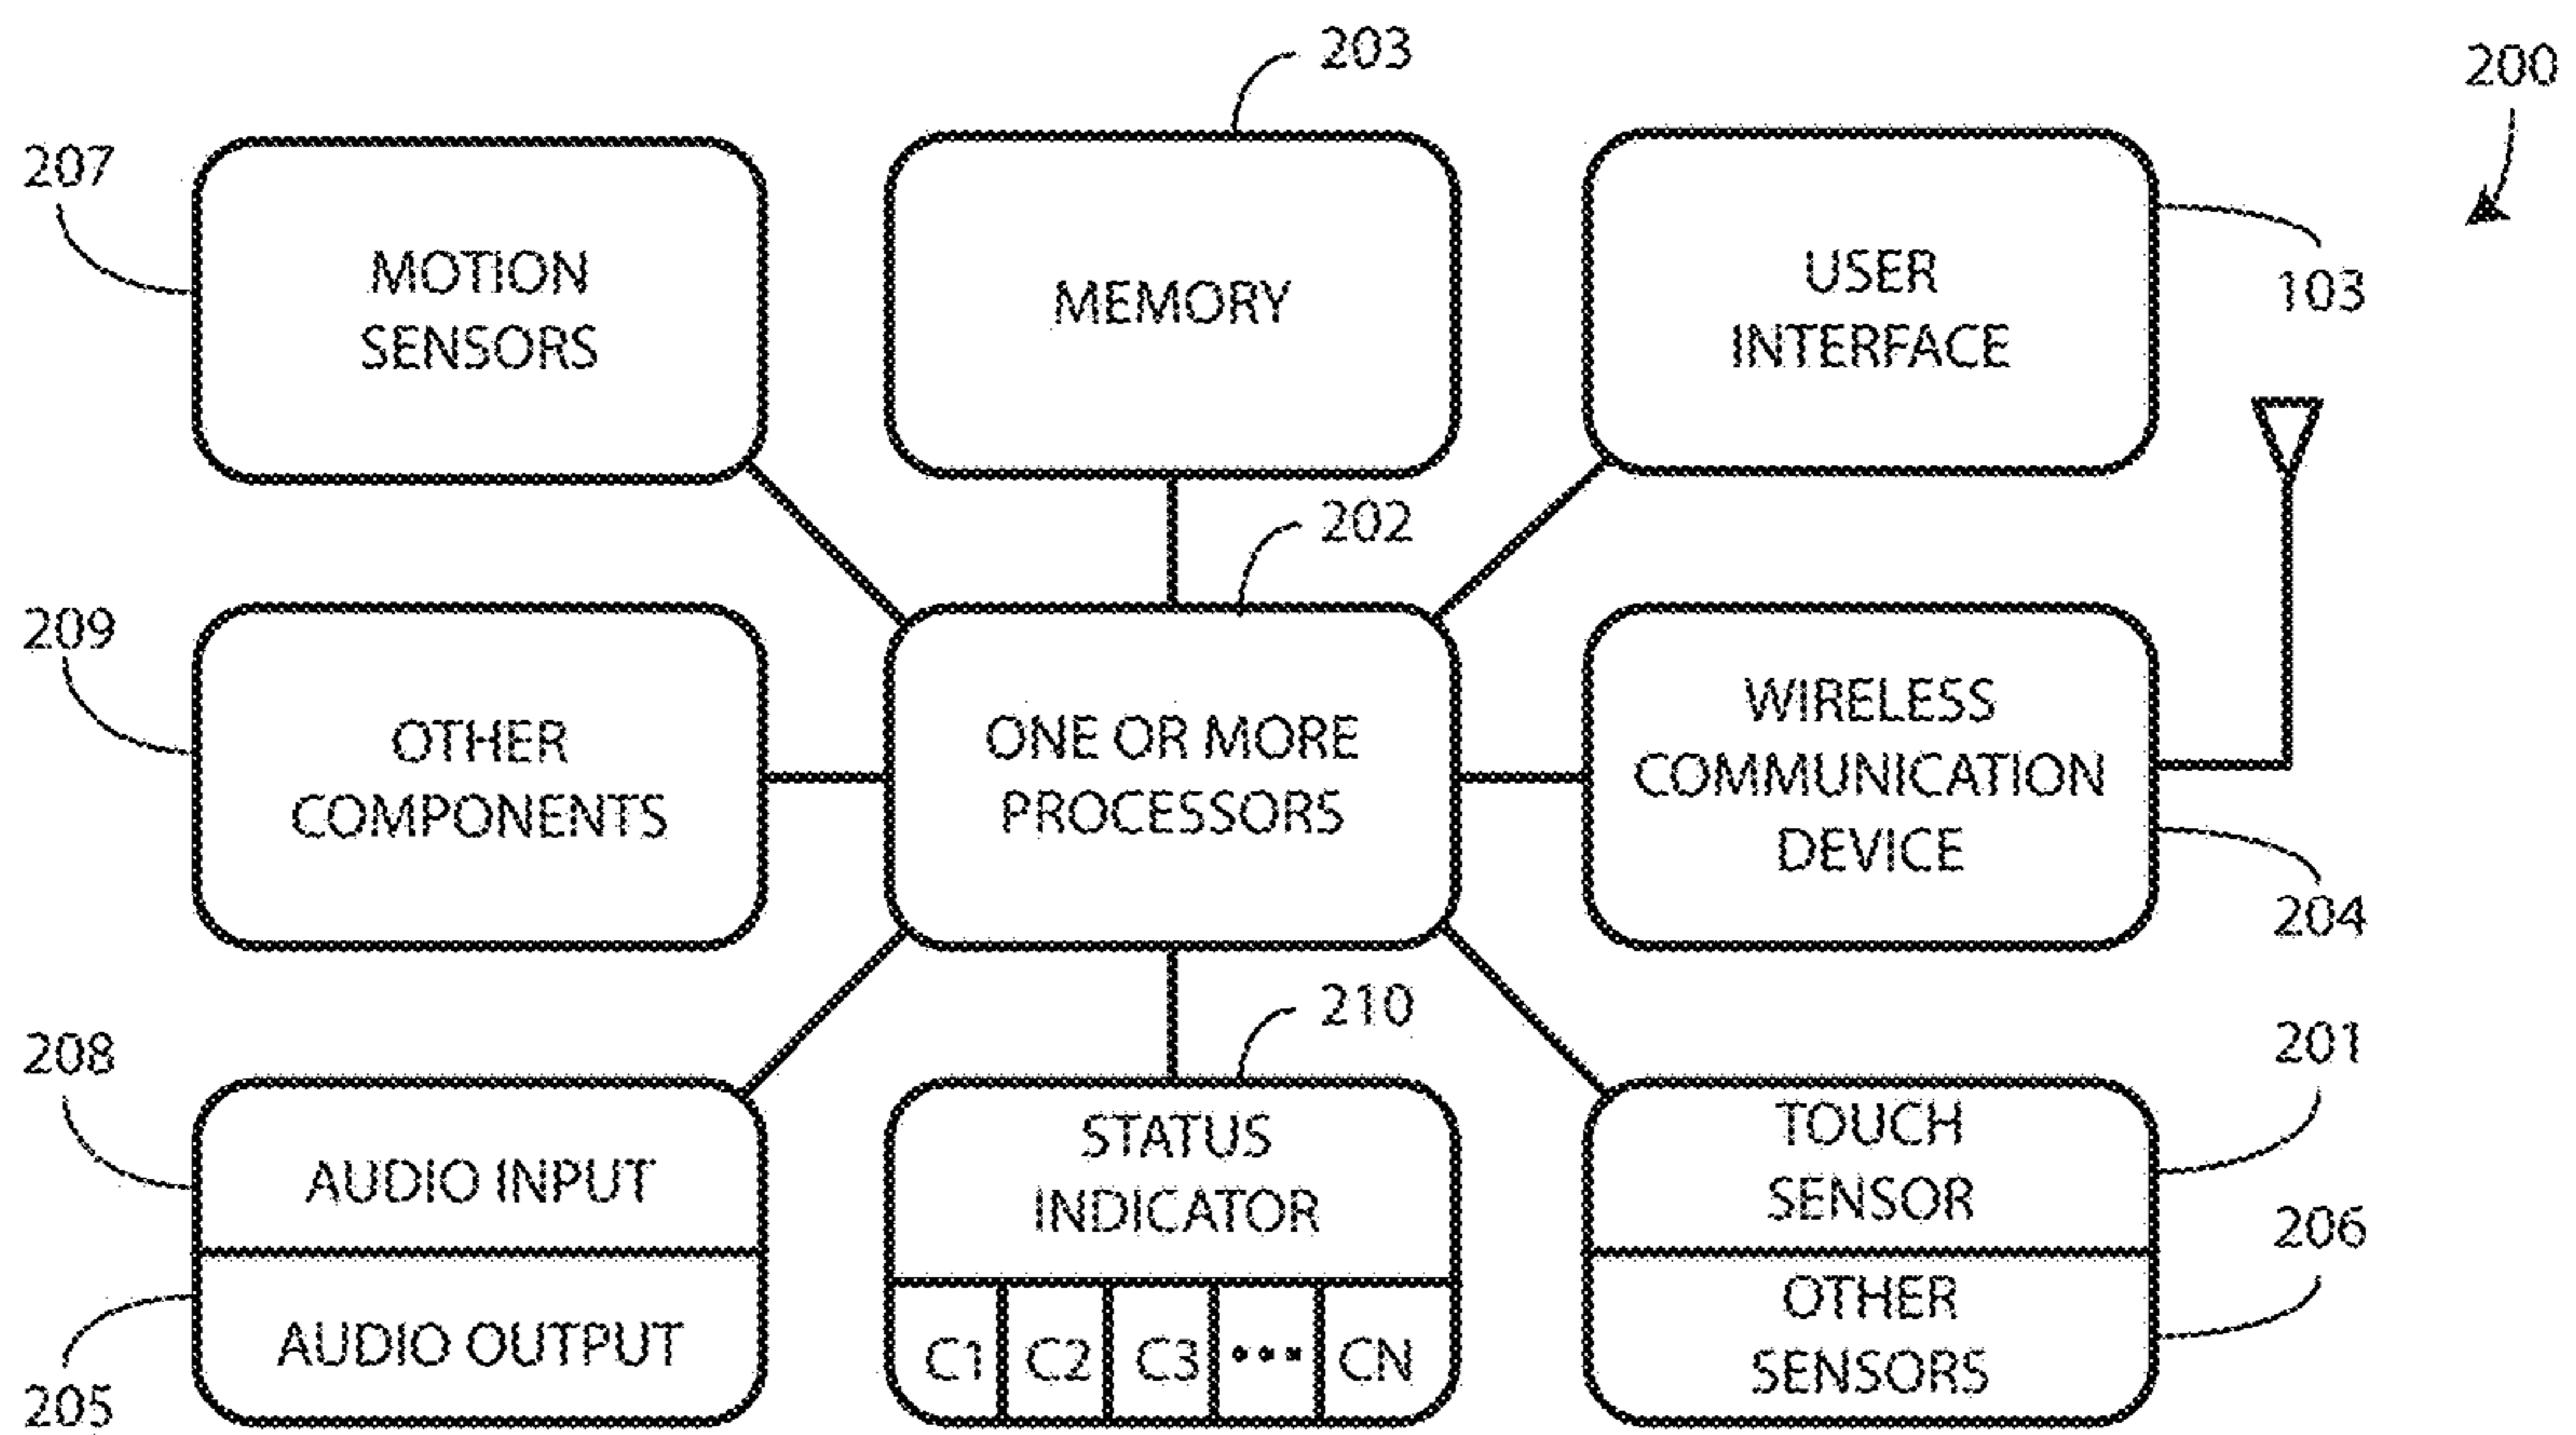 203
200
207
MOTION
SENSORS
MEMORY
USER
INTERFACE
103
202
209
OTHER
COMPONENTS
ONE OR MORE
PROCESSORS
WIRELESS
COMMUNICATION
DEVICE
204
210
208
AUDIO INPUT
AUDIO OUTPUT
205
STATUS
INDICATOR
C1 C2 C3 ••• CN
201
TOUCH
SENSOR
206
OTHER
SENSORS